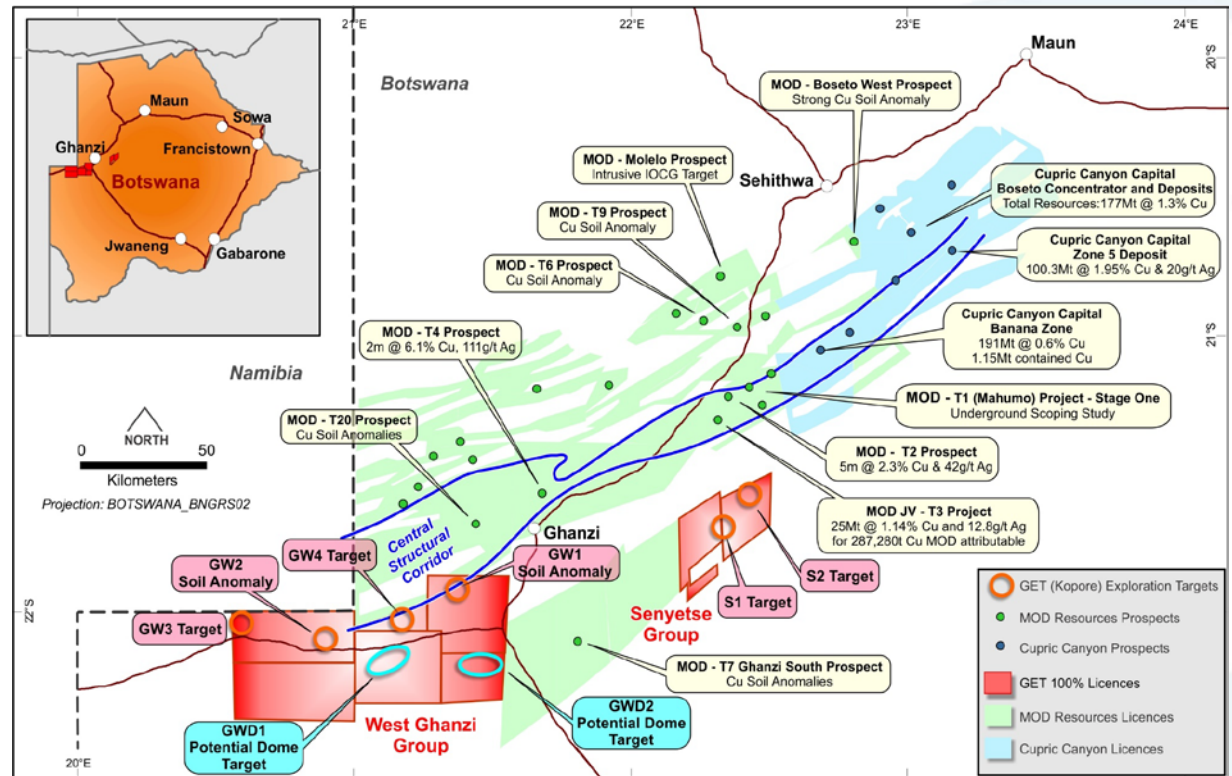 21°E
22°E
23°E
24°E
20°S
21°S
22°S
20°E
Maun
Sowa
Ghanzi
Francistown
Botswana
Jwaneng
Gabarone
Botswana
Namibia
NORTH
0 50
Kilometers
Projection: BOTSWANA_BNGRS02
Maun
Sehithwa
Ghanzi
MOD - Boseto West Prospect
Strong Cu Soil Anomaly
MOD - Molelo Prospect
Intrusive IOCG Target
MOD - T9 Prospect
Cu Soil Anomaly
MOD - T6 Prospect
Cu Soil Anomaly
MOD - T4 Prospect
2m @ 6.1% Cu, 111g/t Ag
MOD - T20 Prospect
Cu Soil Anomalies
Cupric Canyon Capital
Boseto Concentrator and Deposits
Total Resources:177Mt @ 1.3% Cu
Cupric Canyon Capital
Zone 5 Deposit
100.3Mt @ 1.95% Cu & 20g/t Ag
Cupric Canyon Capital
Banana Zone
191Mt @ 0.6% Cu
1.15Mt contained Cu
MOD - T1 (Mahumo) Project - Stage One
Underground Scoping Study
MOD - T2 Prospect
5m @ 2.3% Cu & 42g/t Ag
MOD JV - T3 Project
25Mt @ 1.14% Cu and 12.8g/t Ag
for 287,280t Cu MOD attributable
MOD - T7 Ghanzi South Prospect
Cu Soil Anomalies
Central
Structural
Corridor
GW4 Target
GW2
Soil Anomaly
GW3 Target
GW1
Soil Anomaly
S2 Target
S1 Target
Senyetse
Group
West Ghanzi
Group
GWD1
Potential Dome
Target
GWD2
Potential Dome
Target
GET (Kopore) Exploration Targets
MOD Resources Prospects
Cupric Canyon Prospects
GET 100% Licences
MOD Resources Licences
Cupric Canyon Licences